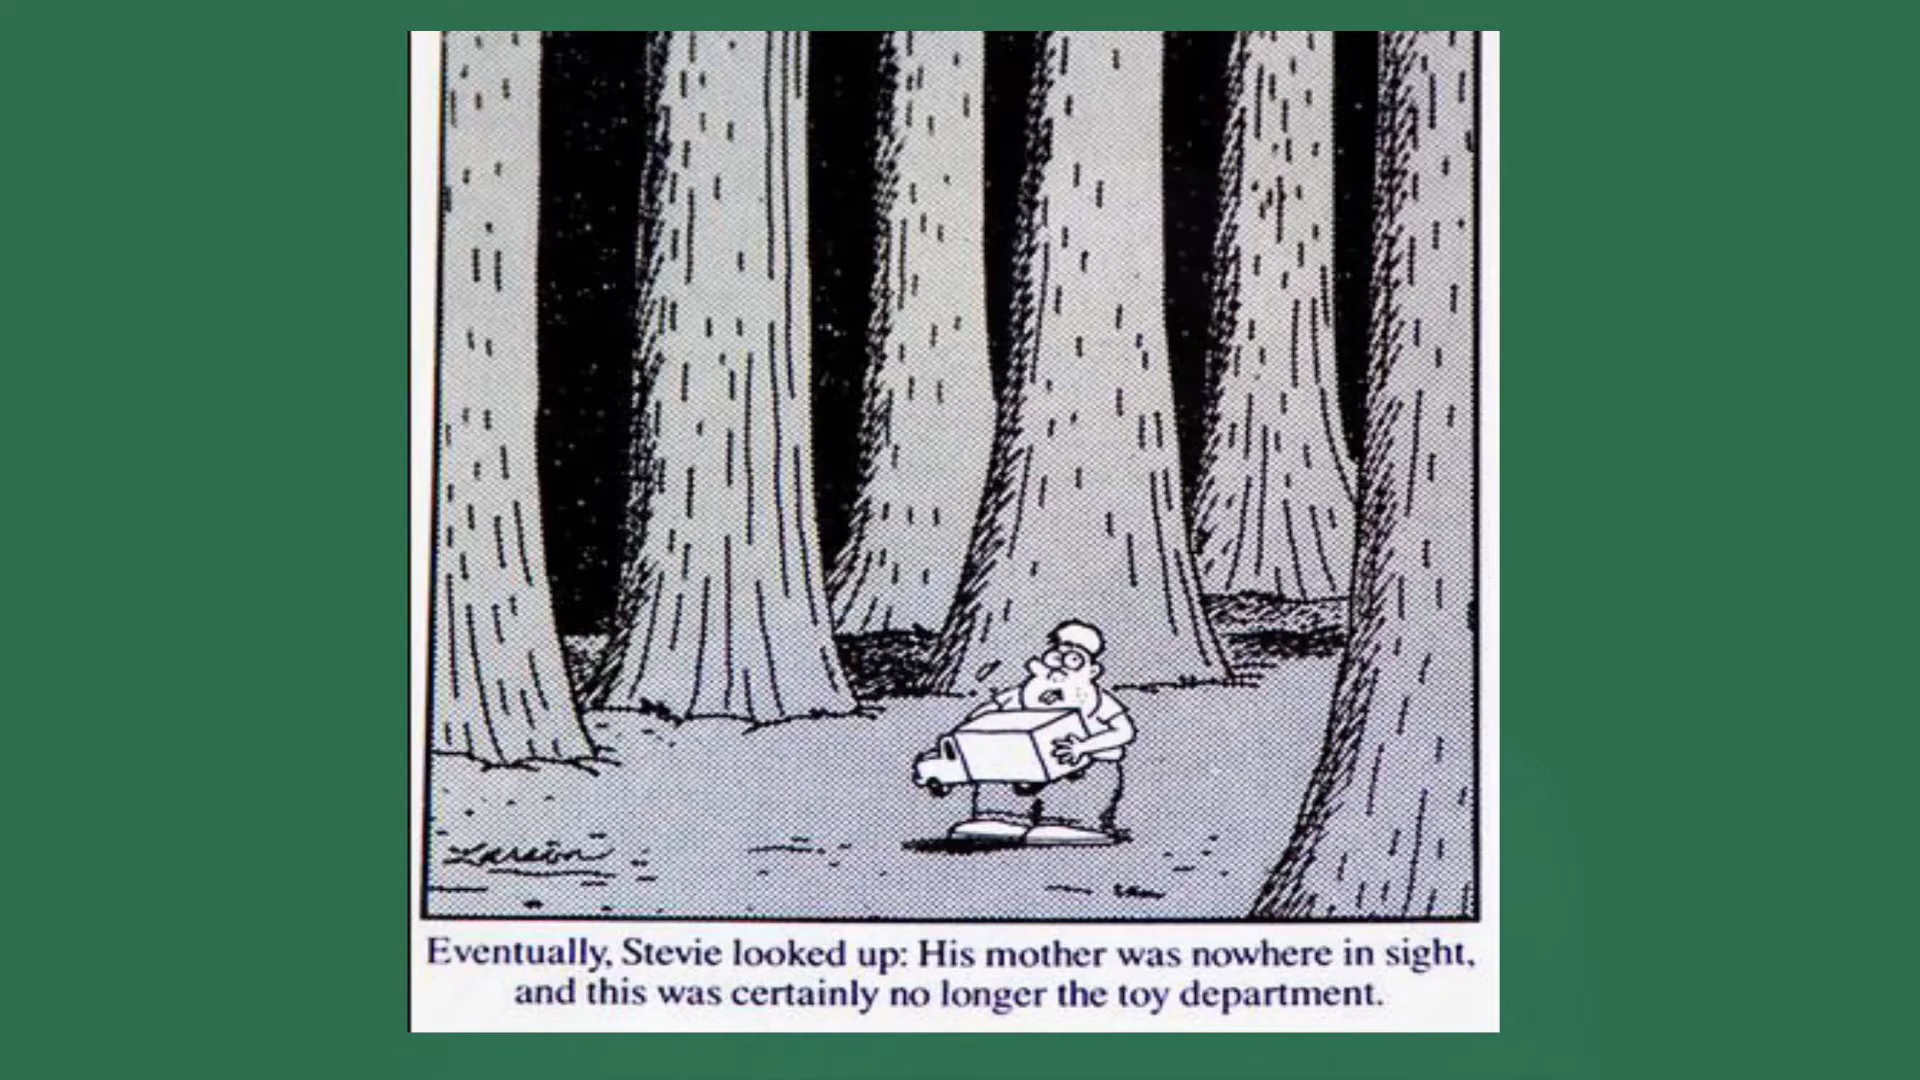 Larson
Eventually, Stevie looked up: His mother was nowhere in sight,
and this was certainly no longer the toy department.